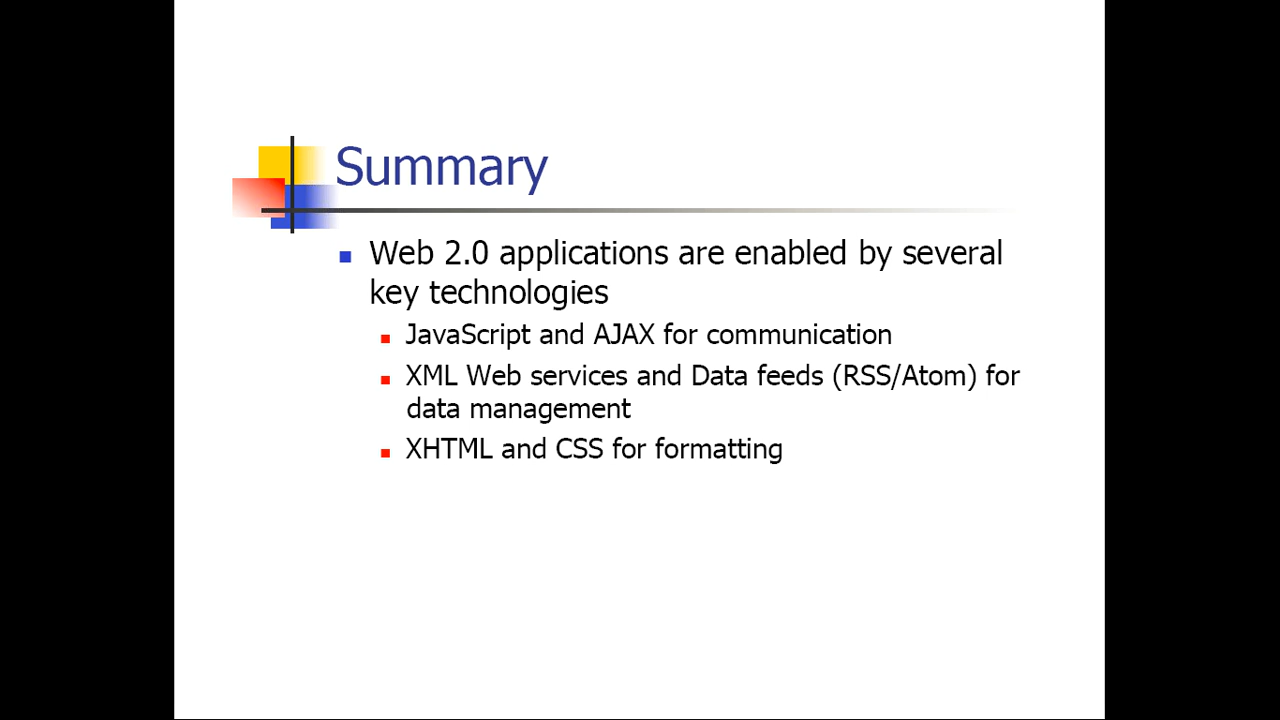 Summary
Web 2.0 applications are enabled by several
key technologies
JavaScript and AJAX for communication
XML Web services and Data feeds (RSS/Atom) for
data management
XHTML and CSS for formatting